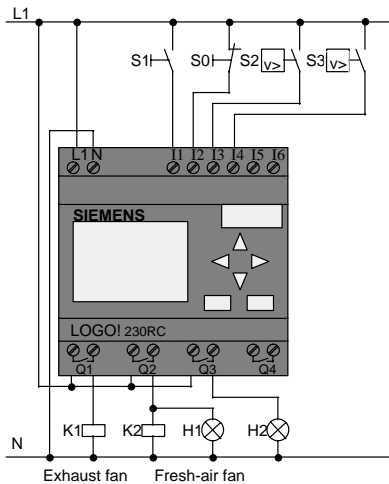 L1
S1 S0 S2 v> S3 v>
L1 N I1 I2 I3 I4 I5 I6
SIEMENS
LOGO! 230RC
Q1 Q2 Q3 Q4
K1 K2 H1 H2
N
Exhaust fan Fresh-air fan